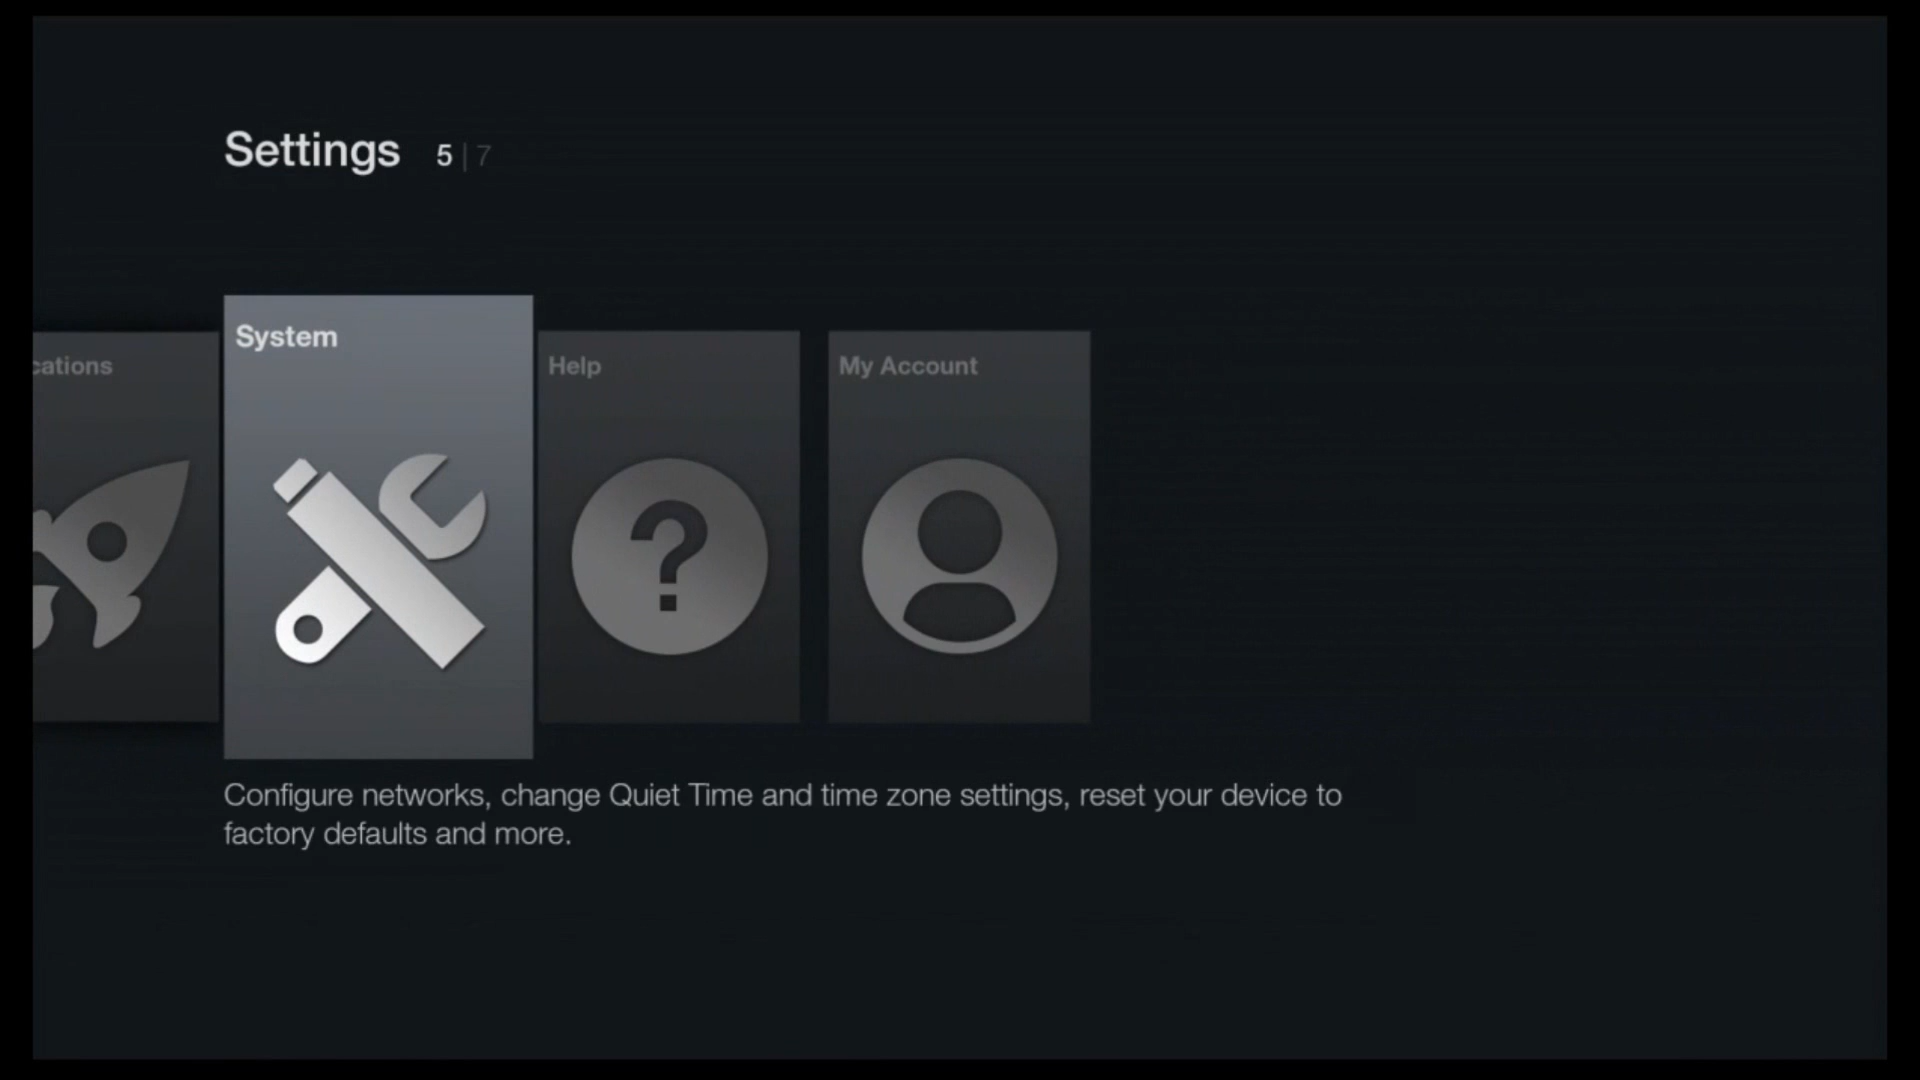 Settings 5 | 7
System
cations
Help
My Account
Configure networks, change Quiet Time and time zone settings, reset your device to
factory defaults and more.